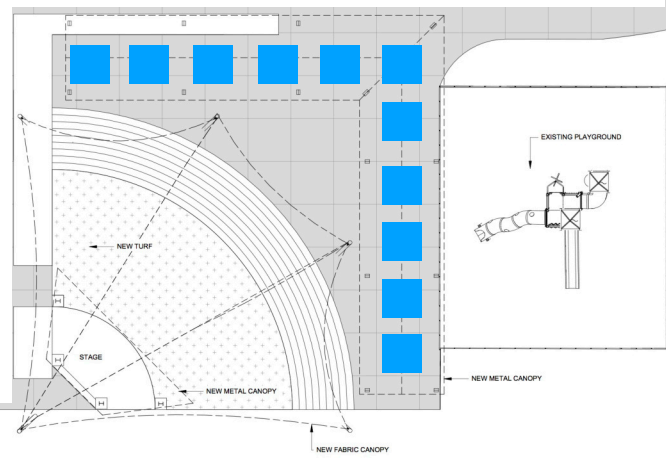 EXISTING PLAYGROUND
NEW TURF
STAGE
NEW METAL CANOPY
NEW METAL CANOPY
NEW FABRIC CANOPY